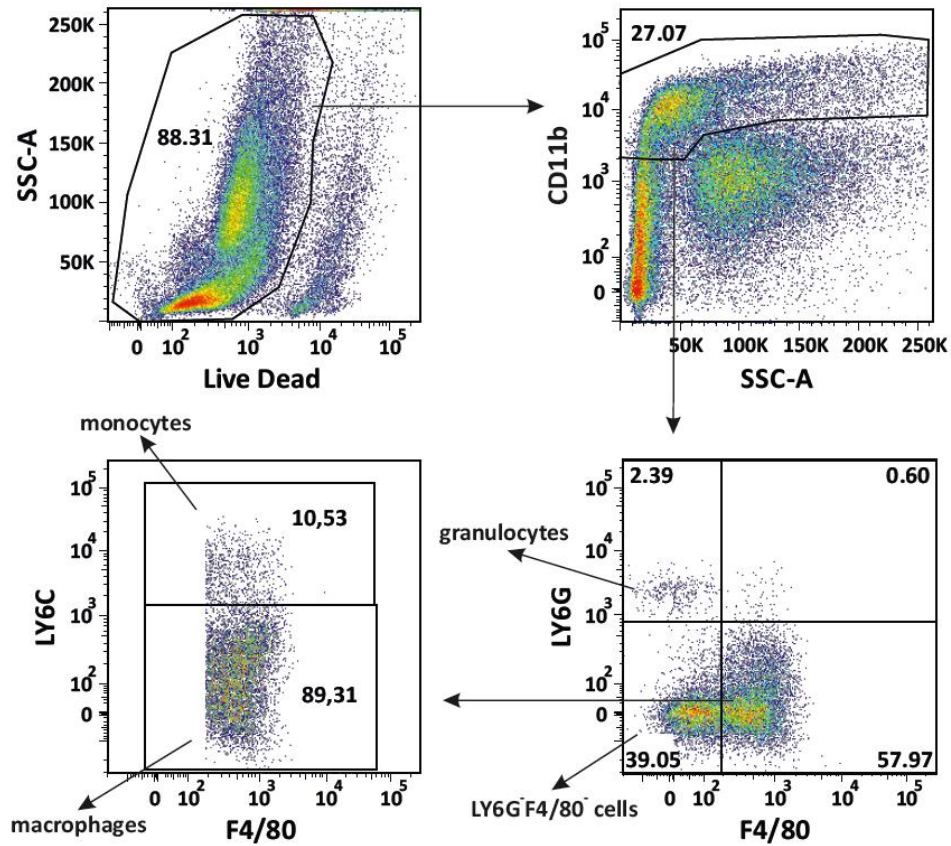 250K
200K
150K
100K
50K
SSC-A
88.31
0 10² 10³ 10⁴ 10⁵
Live Dead
27.07
10⁵
10⁴
10³
10²
0
CD11b
50K 100K 150K 200K 250K
SSC-A
monocytes
10⁵
10⁴
10³
10²
0
LY6C
10,53
89,31
0 10² 10³ 10⁴ 10⁵
F4/80
macrophages
granulocytes
2.39 0.60
10⁵
10⁴
10³
10²
0
LY6G
39.05 57.97
0 10² 10³ 10⁴ 10⁵
LY6G⁻F4/80⁻ cells
F4/80